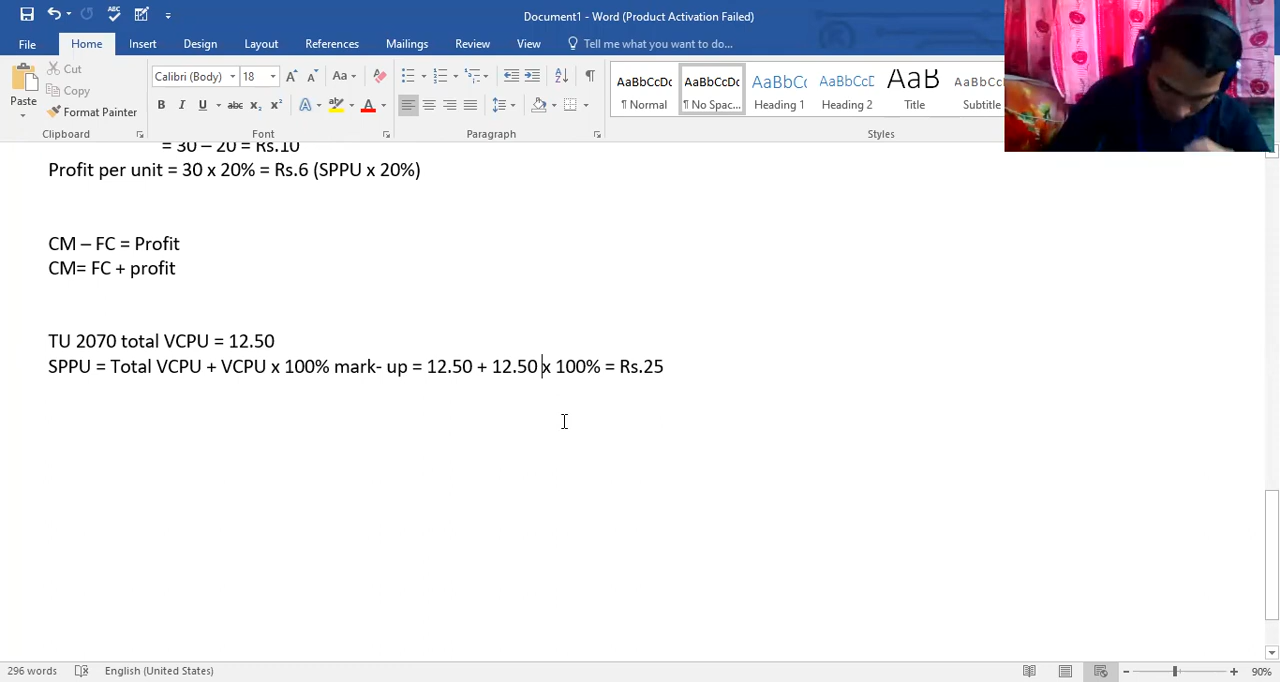 Document1 - Word (Product Activation Failed)
File Home Insert Design Layout References Mailings Review View Tell me what you want to do...
Paste
Cut
Copy
Format Painter
Calibri (Body) 18
AaBbCcDc AaBbCcDc AaBbCc AaBbCcD AaB AaBbCcD
¶ Normal ¶ No Spac... Heading 1 Heading 2 Title Subtitle
Clipboard Font Paragraph Styles
= 30 – 20 = Rs.10
Profit per unit = 30 x 20% = Rs.6 (SPPU x 20%)
CM – FC = Profit
CM= FC + profit
TU 2070 total VCPU = 12.50
SPPU = Total VCPU + VCPU x 100% mark- up = 12.50 + 12.50 x 100% = Rs.25
296 words English (United States) 90%